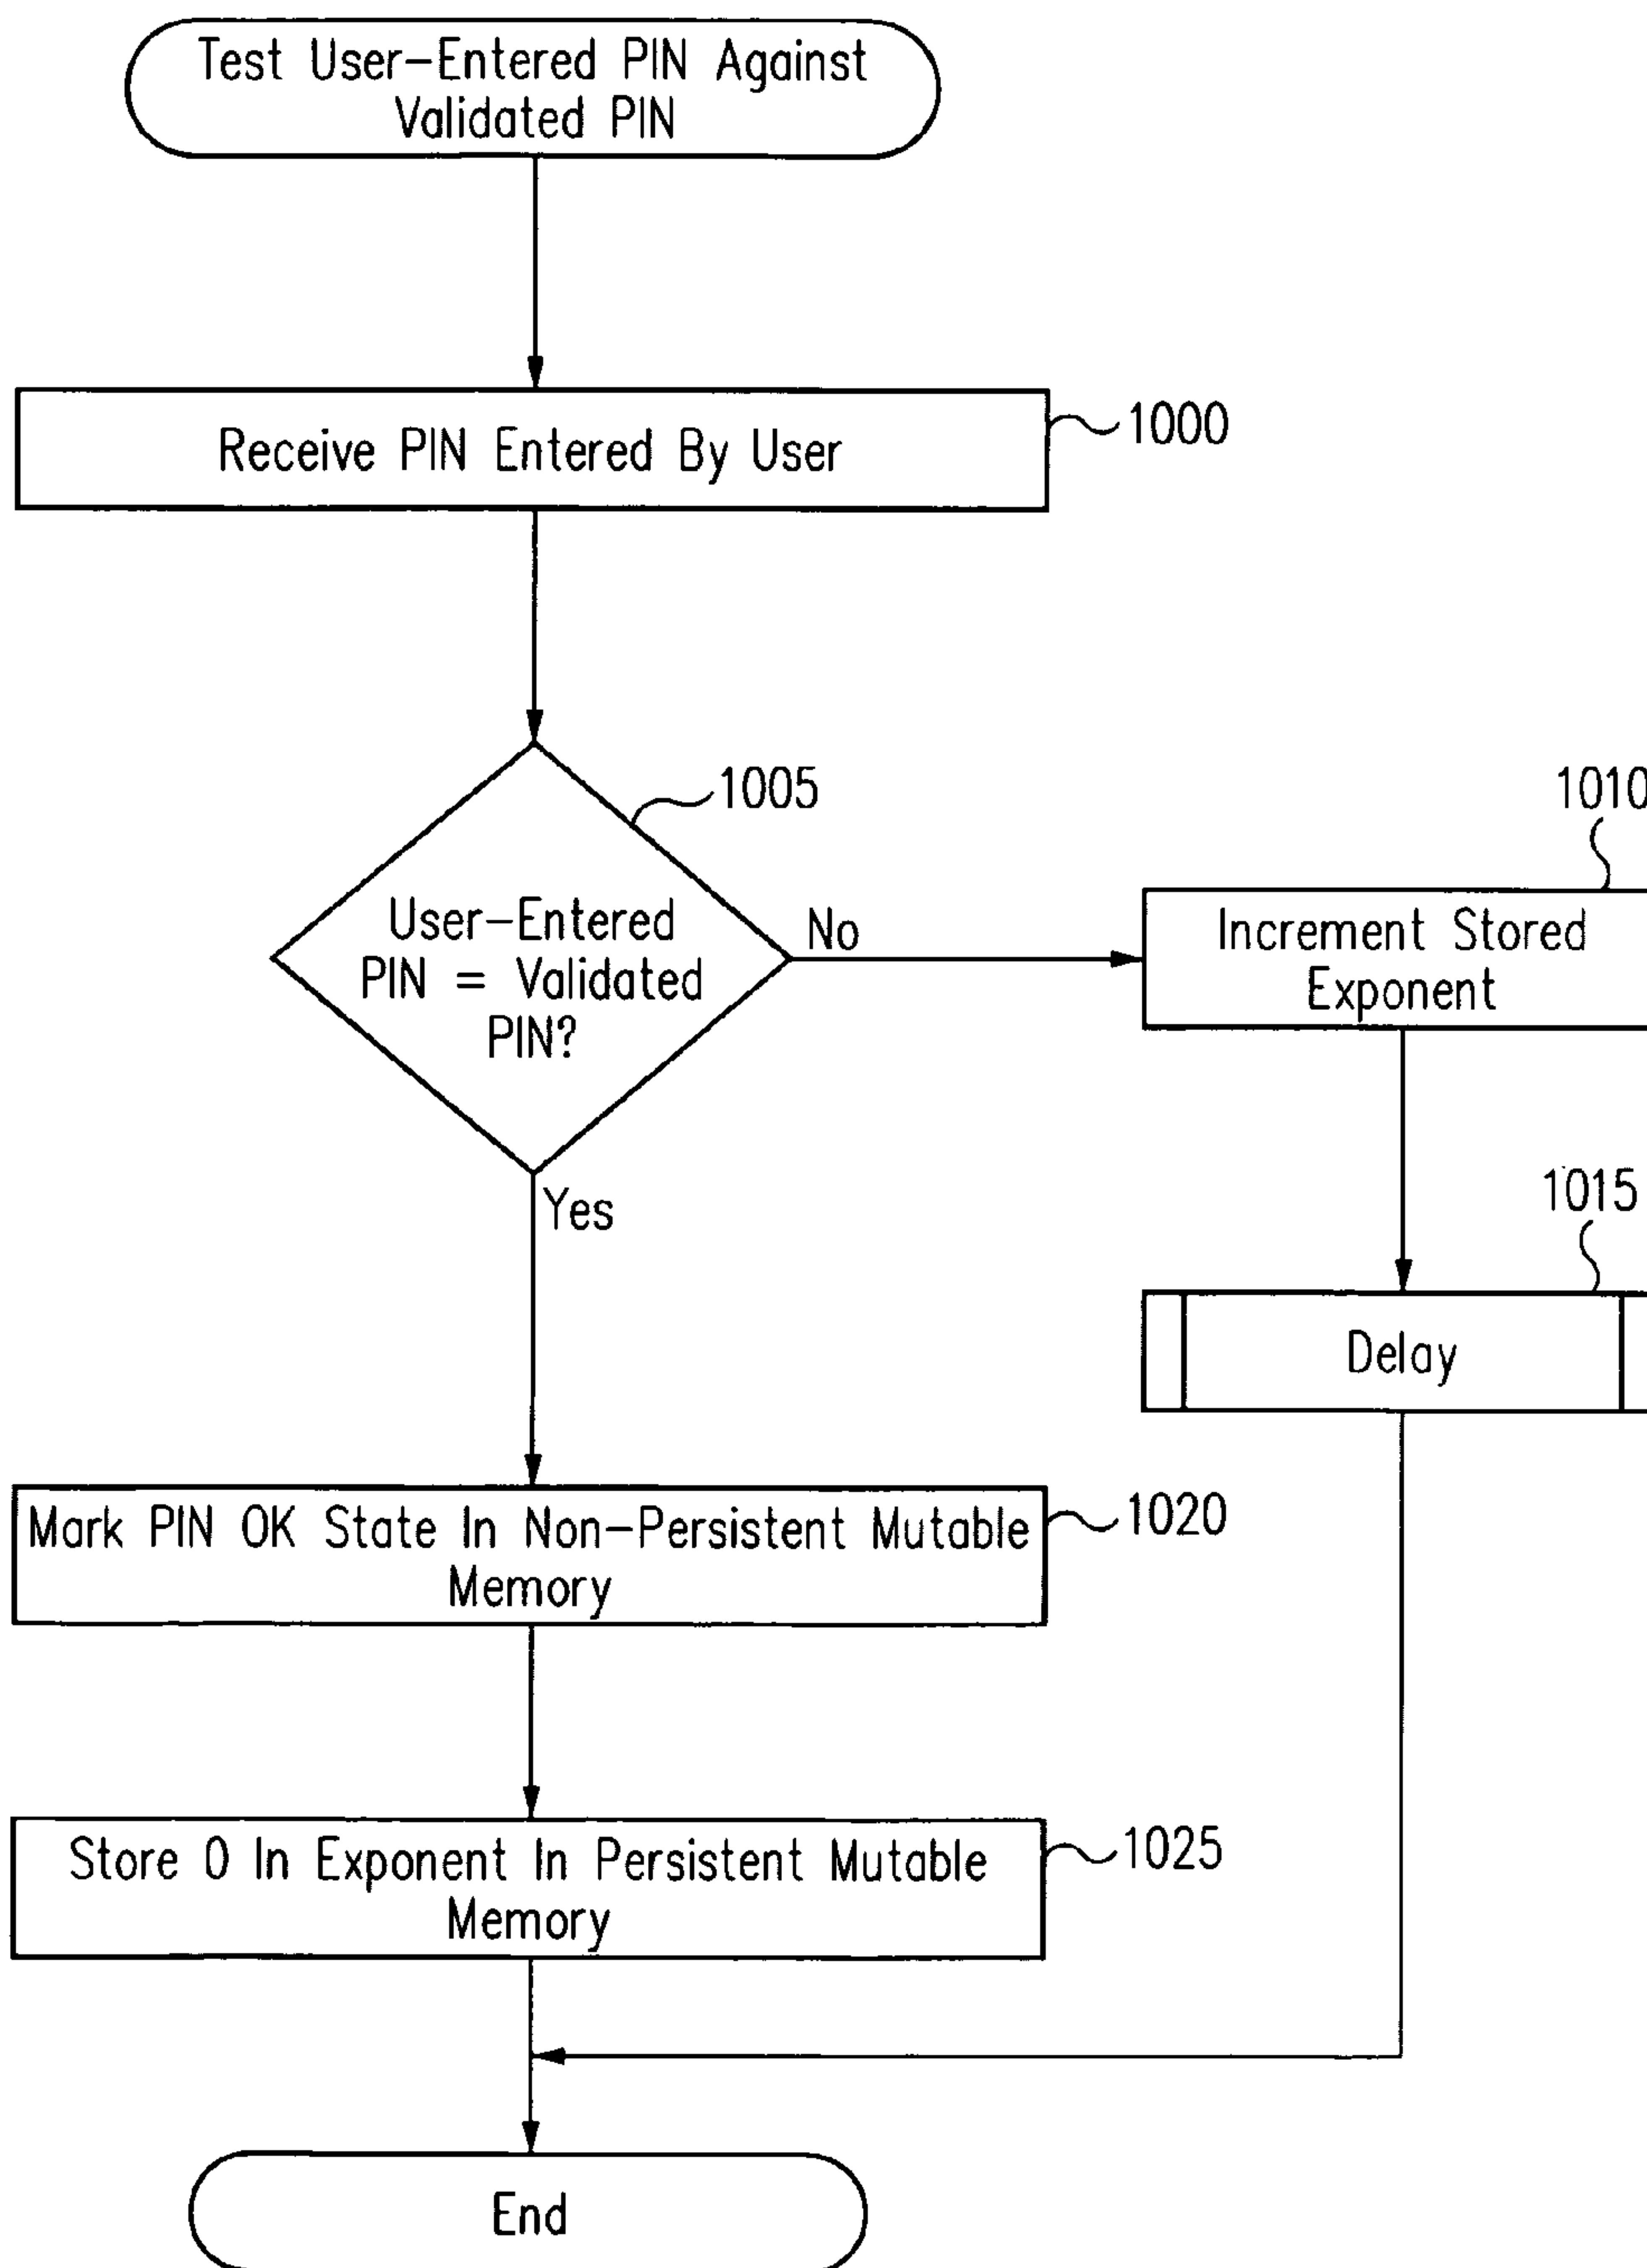 Test User-Entered PIN Against
Validated PIN
Receive PIN Entered By User
1000
1005
User-Entered
PIN = Validated
PIN?
No
Yes
1010
Increment Stored
Exponent
1015
Delay
Mark PIN OK State In Non-Persistent Mutable
Memory
1020
Store 0 In Exponent In Persistent Mutable
Memory
1025
End